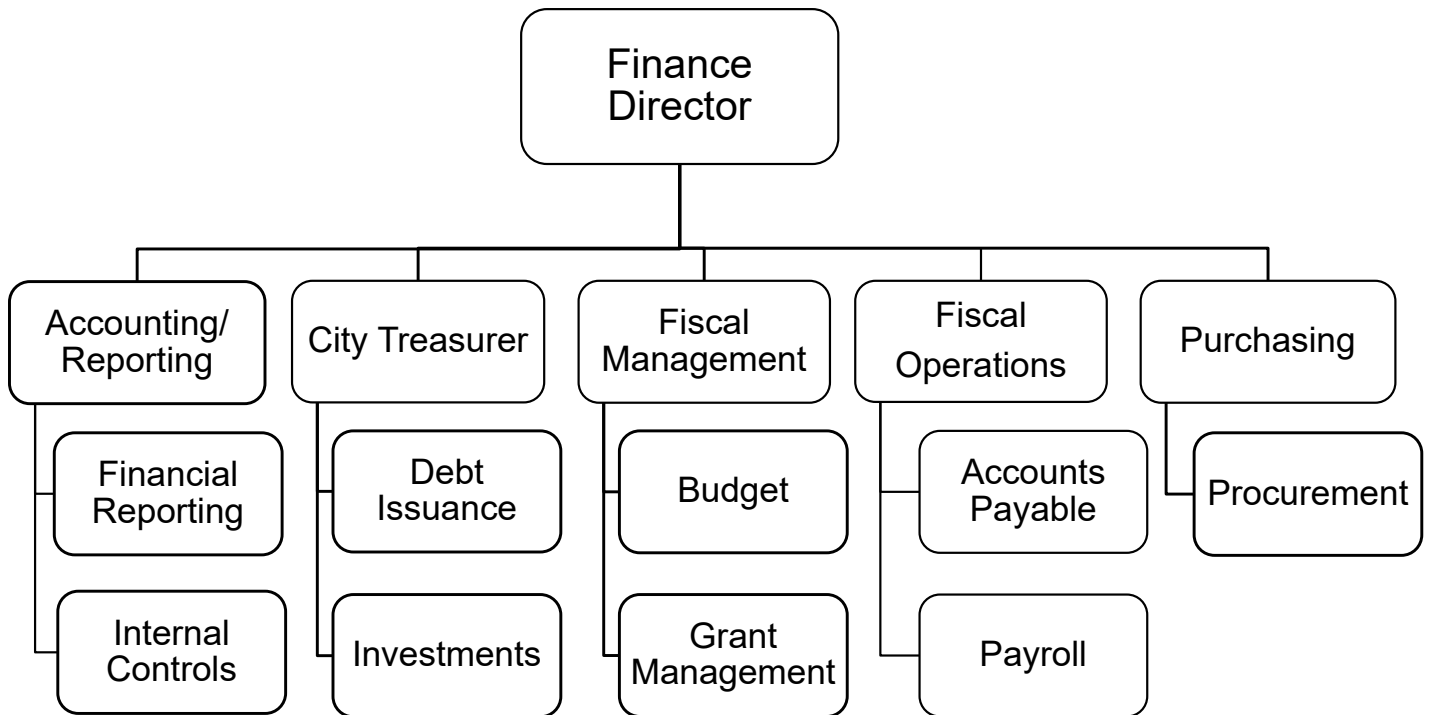 Finance
Director
Accounting/
Reporting
City Treasurer
Fiscal
Management
Fiscal
Operations
Purchasing
Financial
Reporting
Debt
Issuance
Budget
Accounts
Payable
Procurement
Internal
Controls
Investments
Grant
Management
Payroll